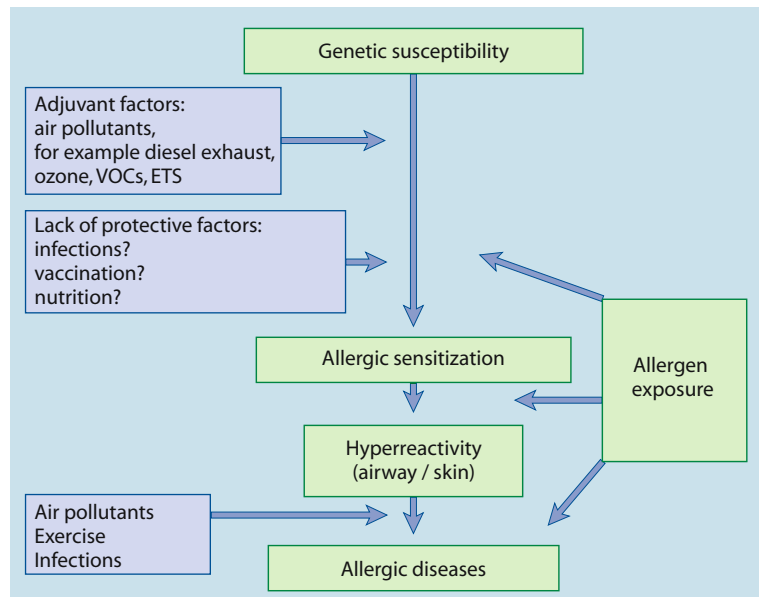 Genetic susceptibility
Adjuvant factors:
air pollutants,
for example diesel exhaust,
ozone, VOCs, ETS
Lack of protective factors:
infections?
vaccination?
nutrition?
Allergic sensitization
Allergen
exposure
Hyperreactivity
(airway / skin)
Air pollutants
Exercise
Infections
Allergic diseases